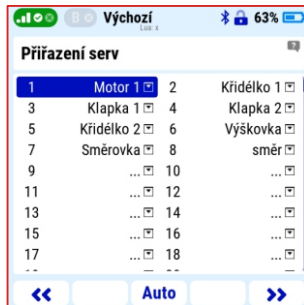 B Výchozí 63%
Lua: x
Přiřazení serv
1 Motor 1 2 Křidélko 1
3 Klapka 1 4 Klapka 2
5 Křidélko 2 6 Výškovka
7 Směrovka 8 směr
9 ... 10 ...
11 ... 12 ...
13 ... 14 ...
15 ... 16 ...
17 ... 18 ...
<< Auto >>